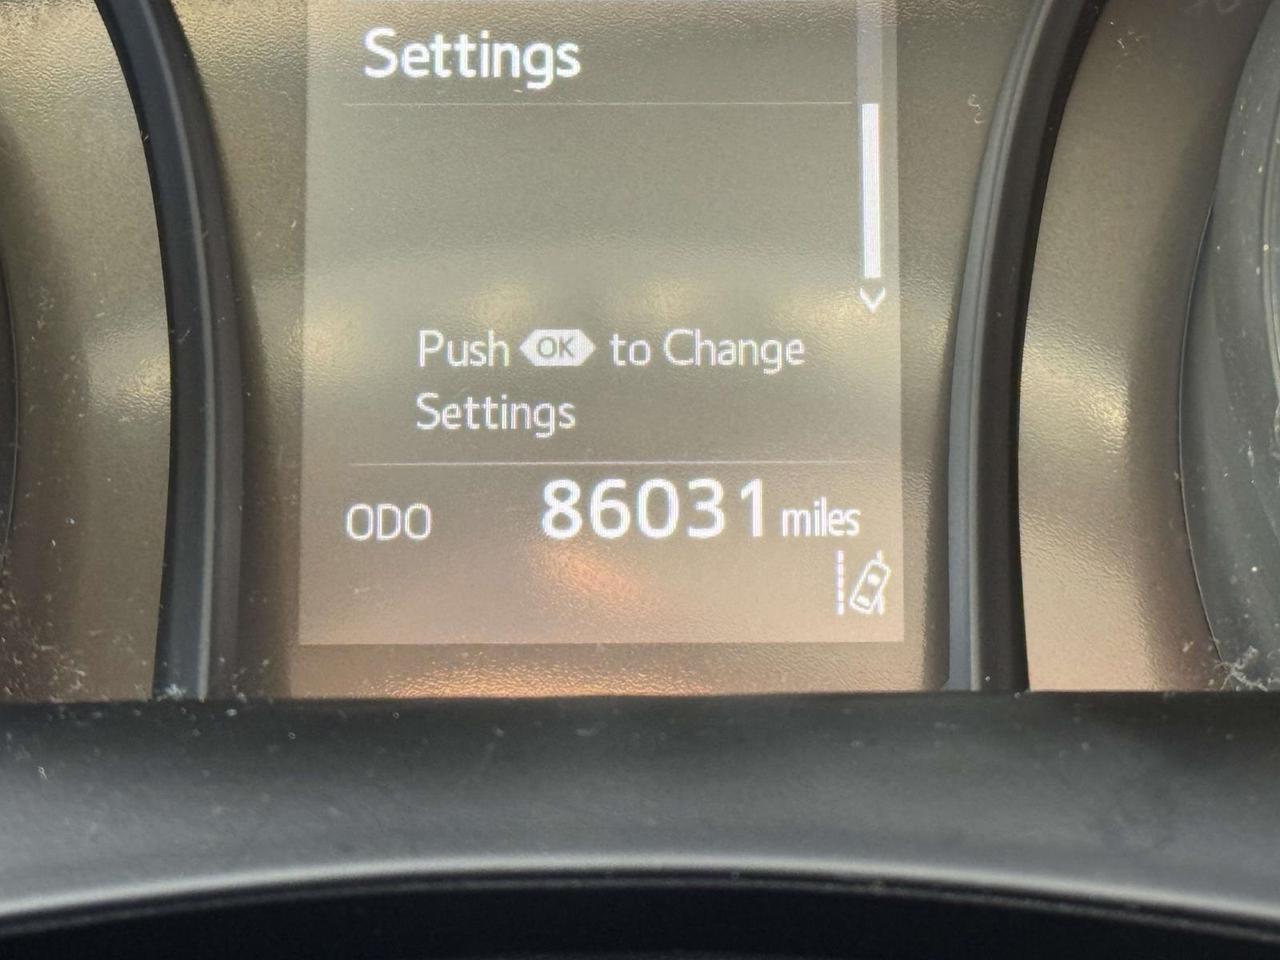 Settings
Push OK to Change
Settings
ODO 86031 miles